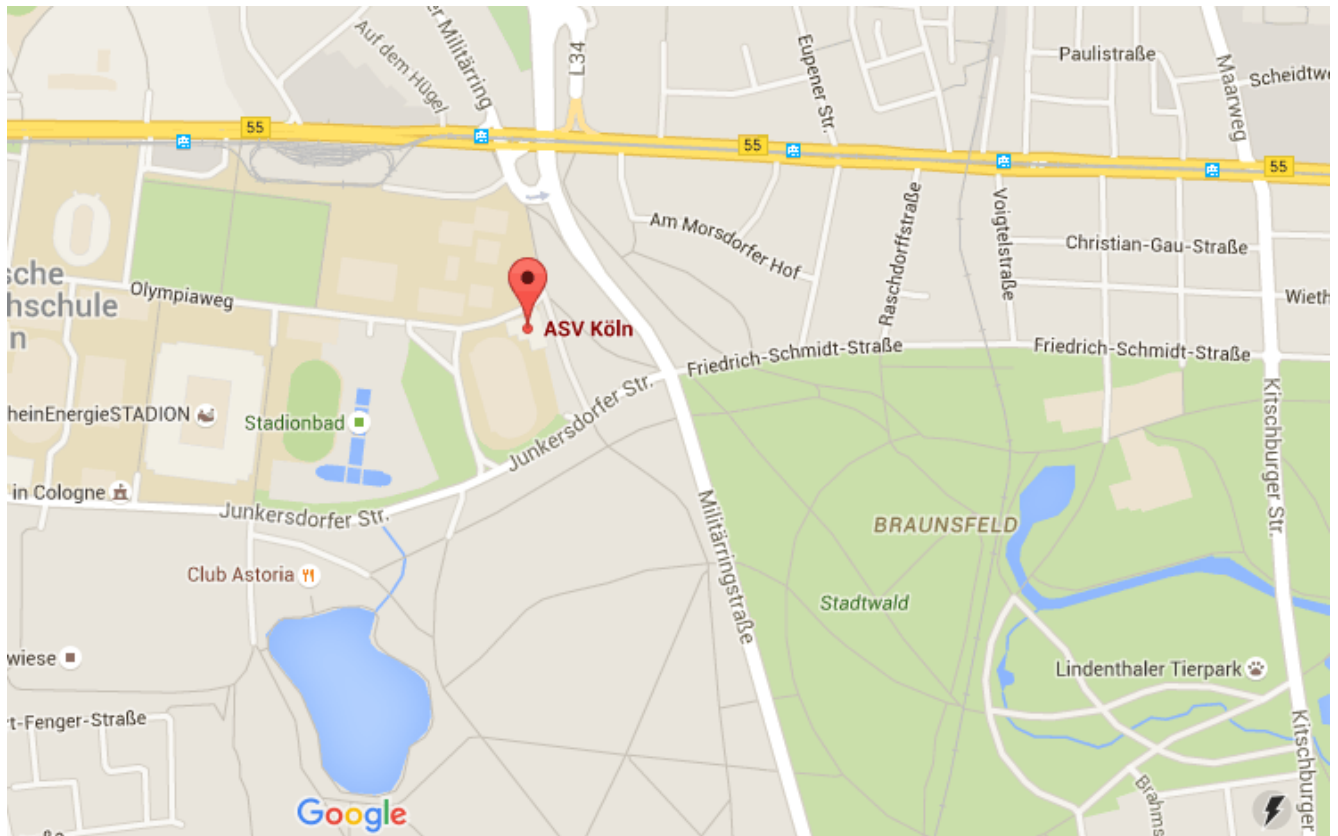 er Militärring
Auf dem Hügel
L34
Eupener Str.
Paulistraße
Maarweg
Scheidtwe
55
55
55
Am Morsdorfer Hof
Raschdorffstraße
Voigtelstraße
Christian-Gau-Straße
sche
hschule
n
Olympiaweg
Wieth
ASV Köln
Friedrich-Schmidt-Straße
Friedrich-Schmidt-Straße
heinEnergieSTADION
Stadionbad
Junkersdorfer Str.
Kitschburger Str.
in Cologne
Junkersdorfer Str.
Militärringstraße
BRAUNSFELD
Club Astoria
Stadtwald
wiese
Lindenthaler Tierpark
rt-Fenger-Straße
Kitschburger
Brahms
Google